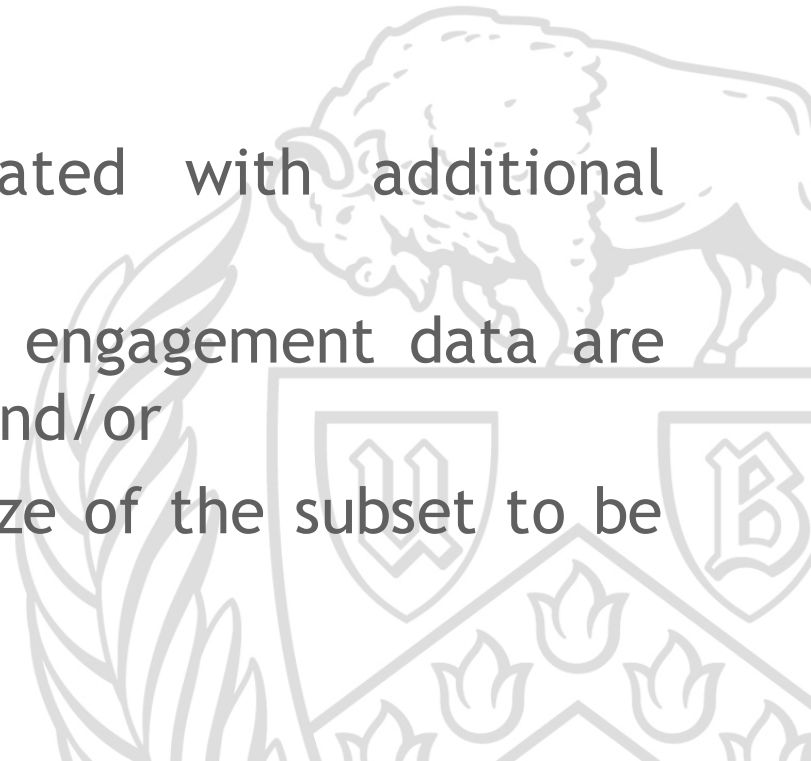 ated with additional
engagement data are
nd/or
ze of the subset to be
U B